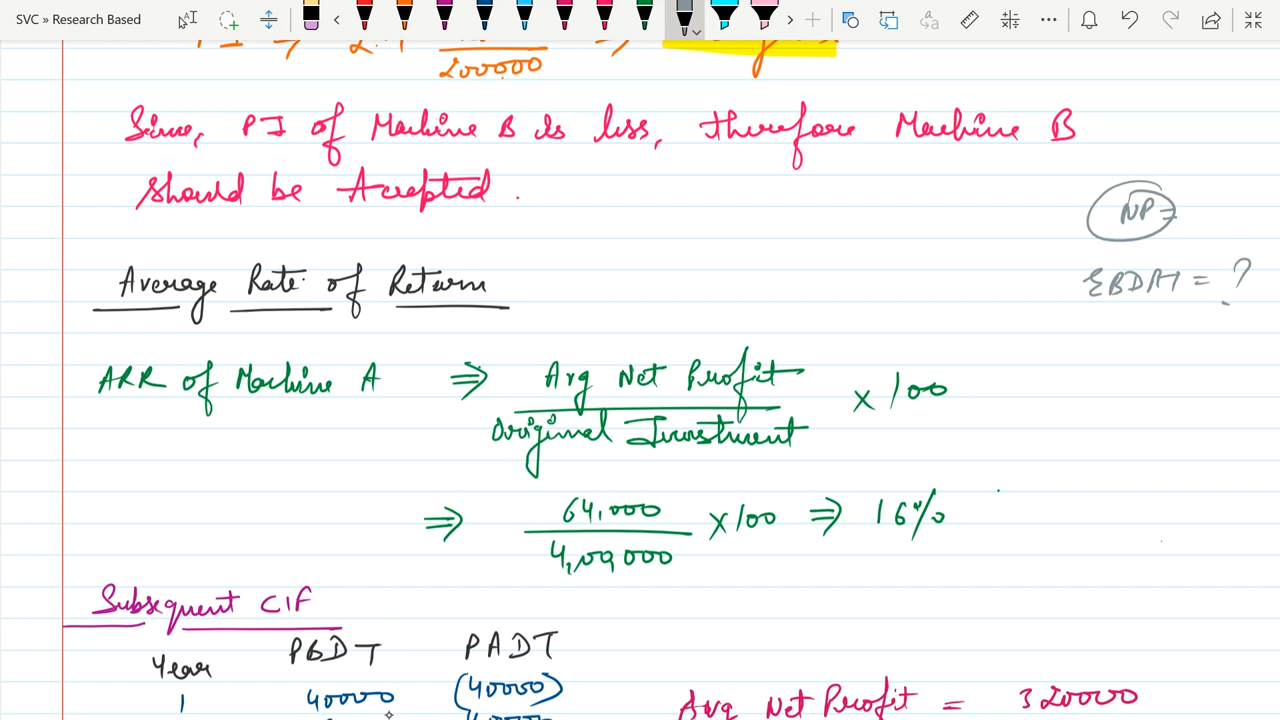 SVC » Research Based
200000
Since, PI of Machine B is less, therefore Machine B
should be Accepted.
NP =
EBDAT = ?
Average Rate of Return
ARR of Machine A ⇒ Avg Net Profit × 100
Original Investment
⇒ 64,000 × 100 ⇒ 16%
4,00,000
Subsequent CIF
Year PBDT PADT
1 40000 (40000)
Avg Net Profit = 320000